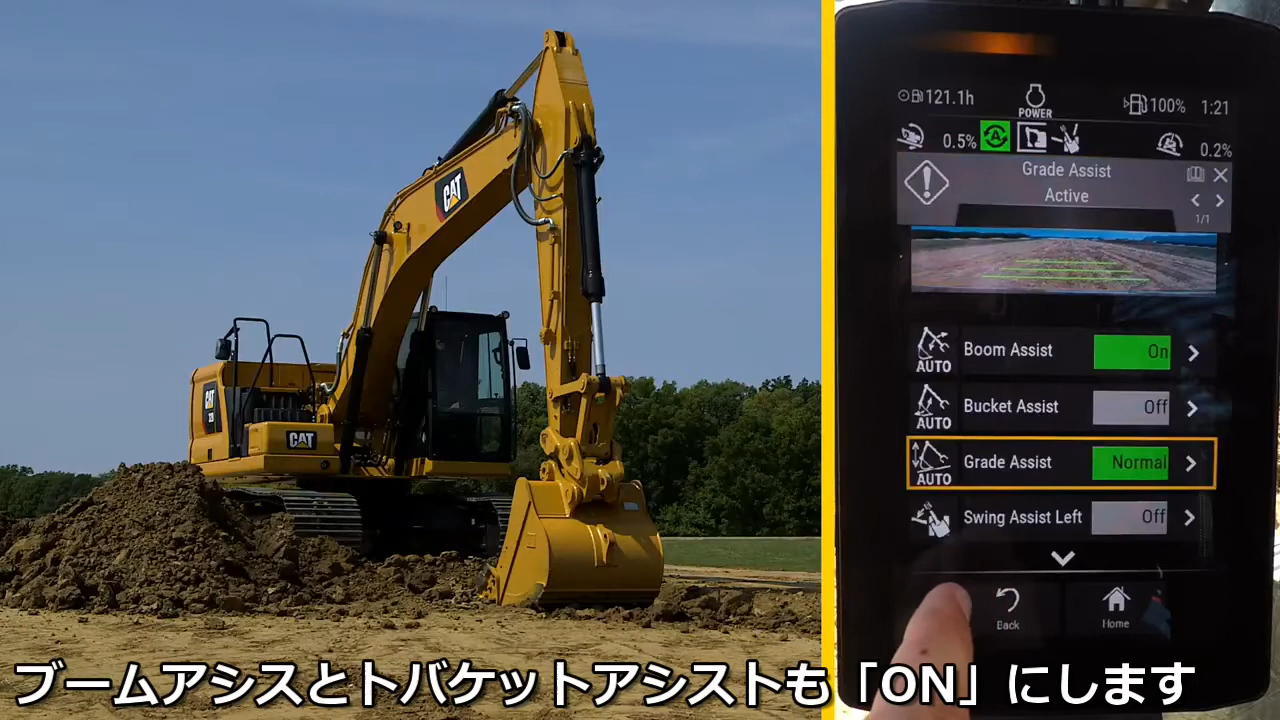 CAT
CAT
CAT
121.1h
POWER
100%
1:21
0.5%
A
0.2%
Grade Assist
Active
1/1
AUTO
Boom Assist
On
AUTO
Bucket Assist
Off
AUTO
Grade Assist
Normal
Swing Assist Left
Off
Back
Home
ブームアシスとトバケットアシストも「ON」にします